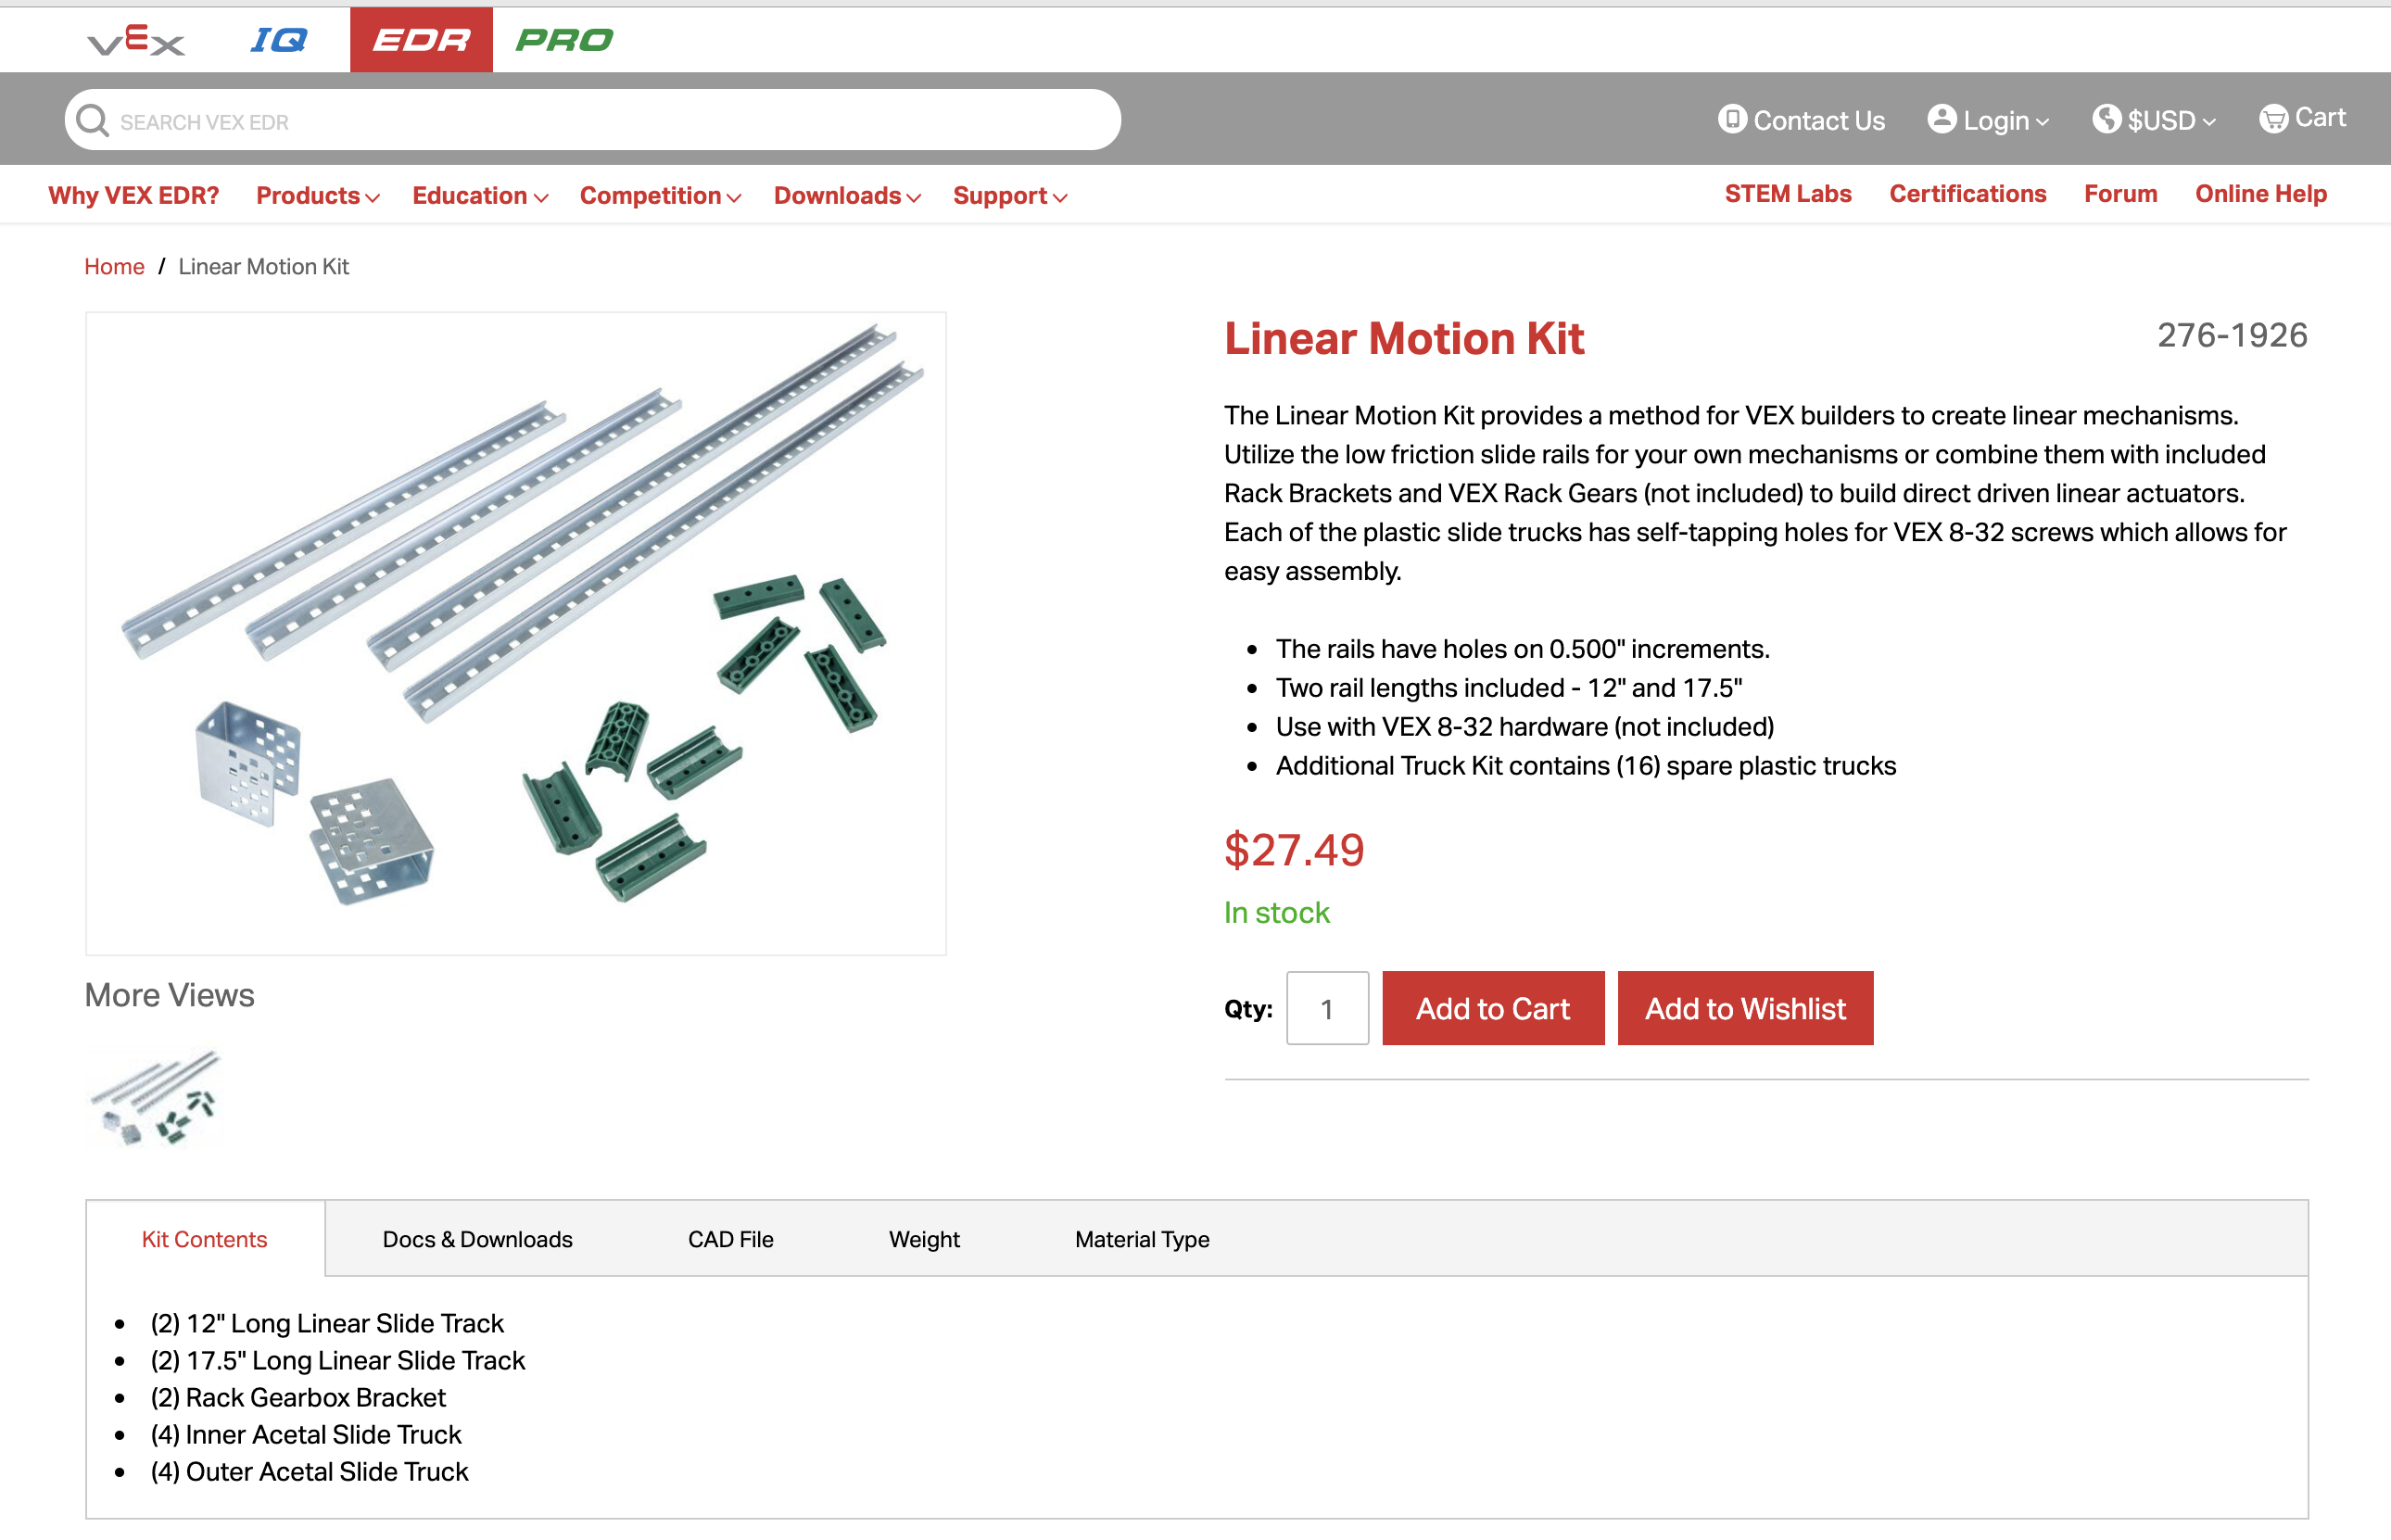 VEX IQ EDR PRO
SEARCH VEX EDR Contact Us Login $USD Cart
Why VEX EDR? Products Education Competition Downloads Support STEM Labs Certifications Forum Online Help
Home / Linear Motion Kit
Linear Motion Kit 276-1926
The Linear Motion Kit provides a method for VEX builders to create linear mechanisms.
Utilize the low friction slide rails for your own mechanisms or combine them with included
Rack Brackets and VEX Rack Gears (not included) to build direct driven linear actuators.
Each of the plastic slide trucks has self-tapping holes for VEX 8-32 screws which allows for
easy assembly.
• The rails have holes on 0.500" increments.
• Two rail lengths included - 12" and 17.5"
• Use with VEX 8-32 hardware (not included)
• Additional Truck Kit contains (16) spare plastic trucks
$27.49
In stock
Qty: 1 Add to Cart Add to Wishlist
More Views
Kit Contents Docs & Downloads CAD File Weight Material Type
• (2) 12" Long Linear Slide Track
• (2) 17.5" Long Linear Slide Track
• (2) Rack Gearbox Bracket
• (4) Inner Acetal Slide Truck
• (4) Outer Acetal Slide Truck